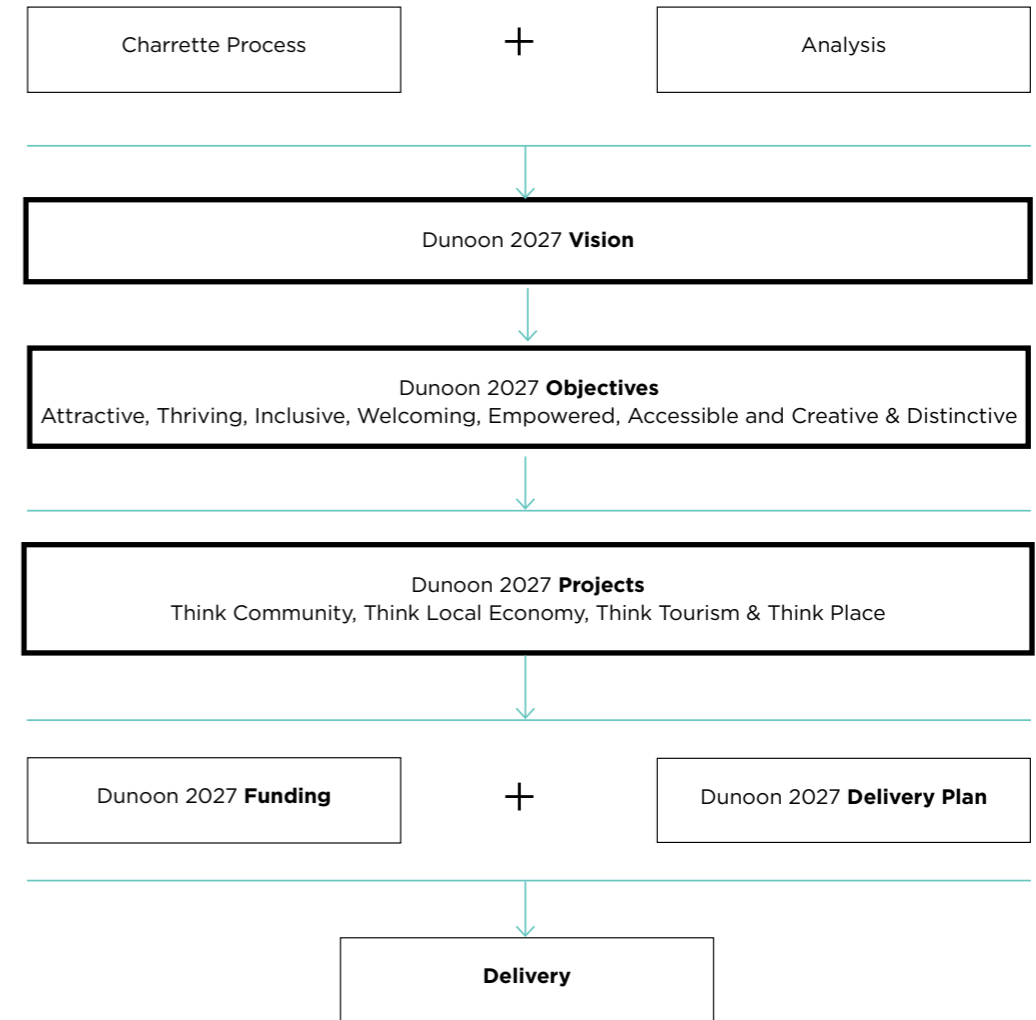 Charrette Process
+
Analysis
Dunoon 2027 Vision
Dunoon 2027 Objectives
Attractive, Thriving, Inclusive, Welcoming, Empowered, Accessible and Creative & Distinctive
Dunoon 2027 Projects
Think Community, Think Local Economy, Think Tourism & Think Place
Dunoon 2027 Funding
+
Dunoon 2027 Delivery Plan
Delivery